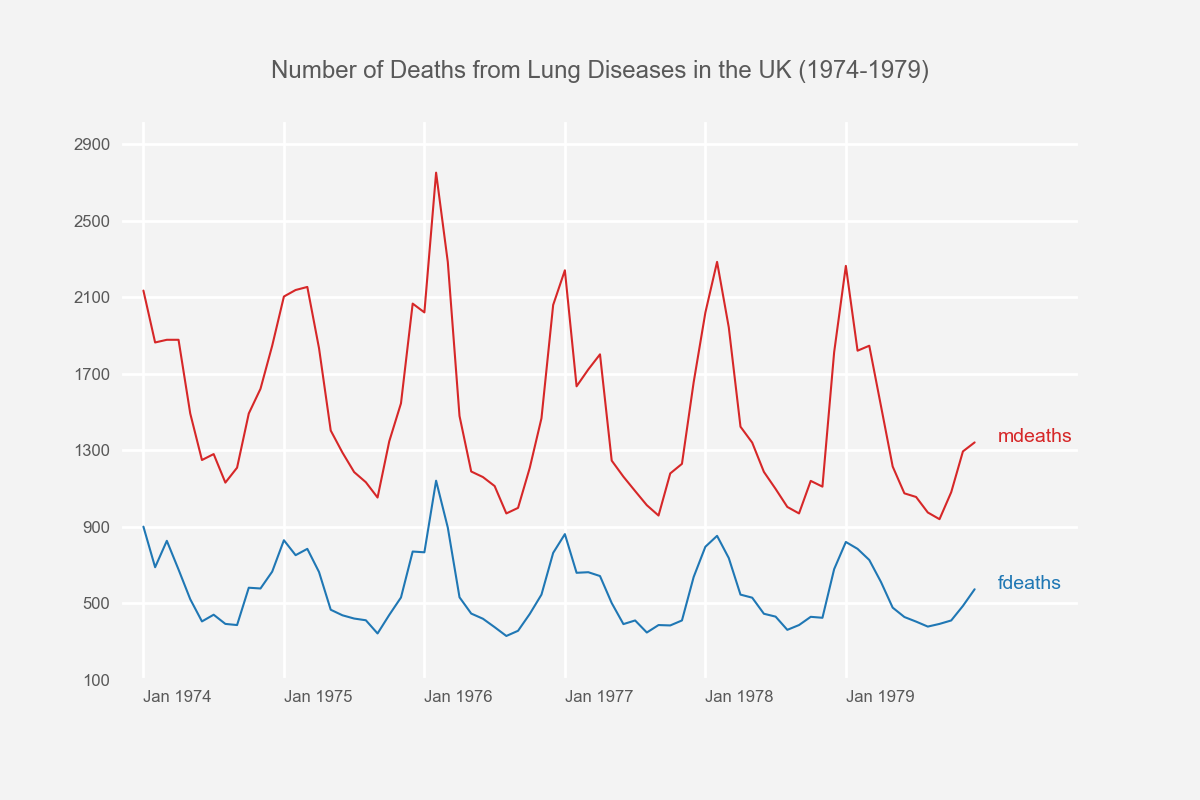 Number of Deaths from Lung Diseases in the UK (1974-1979)
2900
2500
2100
1700
1300
900
500
100
mdeaths
fdeaths
Jan 1974 Jan 1975 Jan 1976 Jan 1977 Jan 1978 Jan 1979